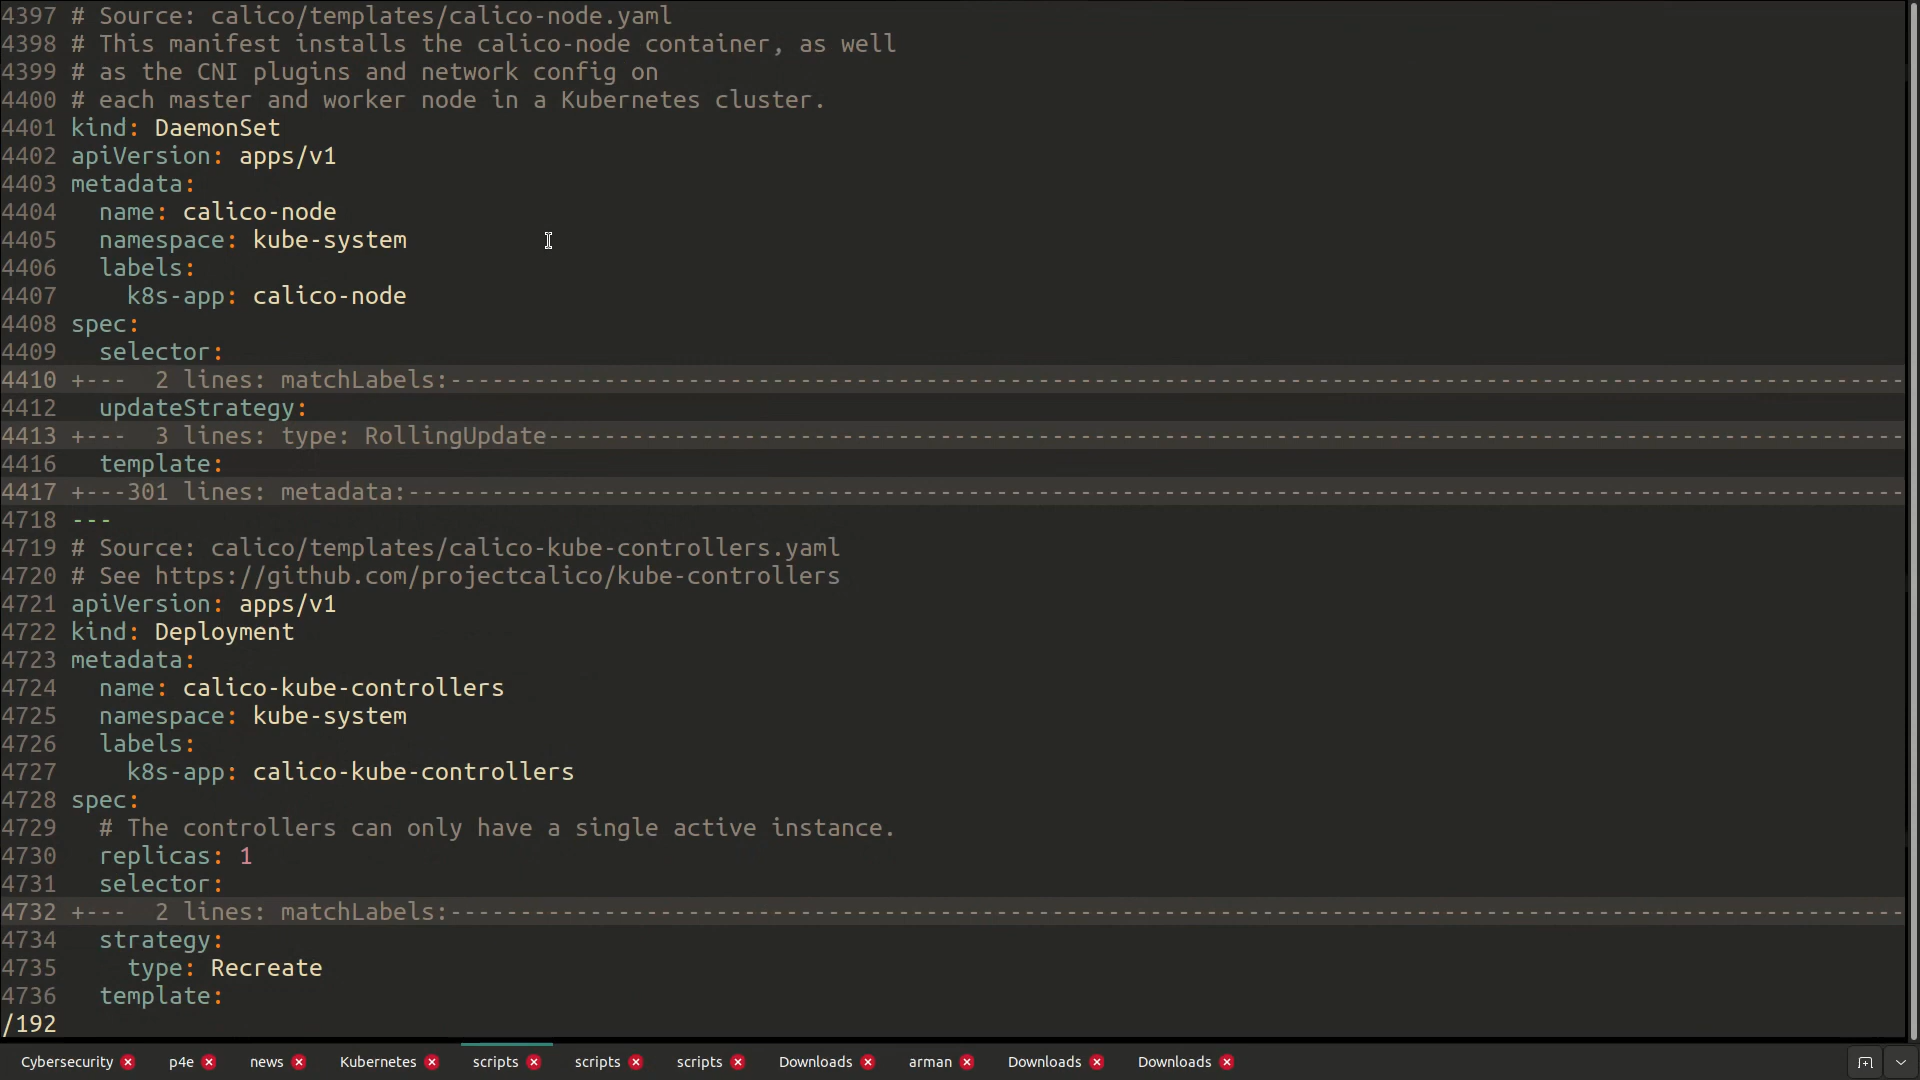 4397 # Source: calico/templates/calico-node.yaml
4398 # This manifest installs the calico-node container, as well
4399 # as the CNI plugins and network config on
4400 # each master and worker node in a Kubernetes cluster.
4401 kind: DaemonSet
4402 apiVersion: apps/v1
4403 metadata:
4404   name: calico-node
4405   namespace: kube-system
4406   labels:
4407     k8s-app: calico-node
4408 spec:
4409   selector:
4410 +---  2 lines: matchLabels:--------------------------------------------------------------------------------------------------------
4412   updateStrategy:
4413 +---  3 lines: type: RollingUpdate-------------------------------------------------------------------------------------------------
4416   template:
4417 +---301 lines: metadata:-----------------------------------------------------------------------------------------------------------
4718 ---
4719 # Source: calico/templates/calico-kube-controllers.yaml
4720 # See https://github.com/projectcalico/kube-controllers
4721 apiVersion: apps/v1
4722 kind: Deployment
4723 metadata:
4724   name: calico-kube-controllers
4725   namespace: kube-system
4726   labels:
4727     k8s-app: calico-kube-controllers
4728 spec:
4729   # The controllers can only have a single active instance.
4730   replicas: 1
4731   selector:
4732 +---  2 lines: matchLabels:--------------------------------------------------------------------------------------------------------
4734   strategy:
4735     type: Recreate
4736   template:
/192
Cybersecurity p4e news Kubernetes scripts scripts scripts Downloads arman Downloads Downloads